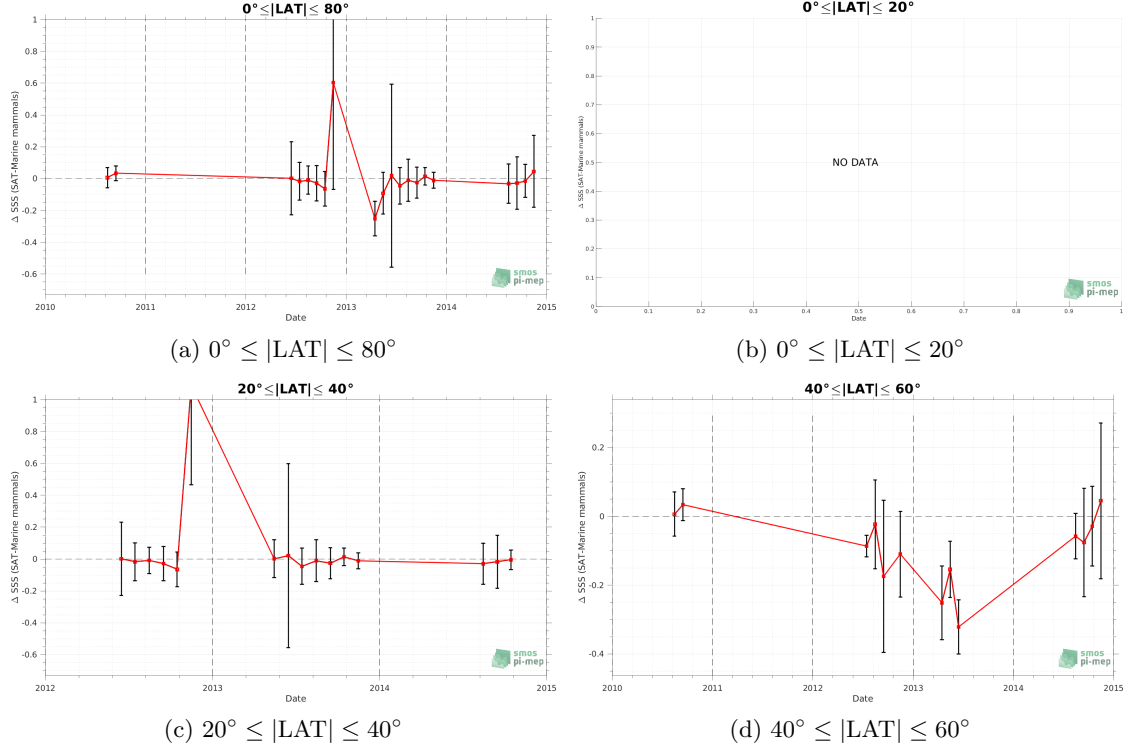 0°≤|LAT|≤ 80°
Δ SSS (SAT-Marine mammals)
1
0.8
0.6
0.4
0.2
0
-0.2
-0.4
-0.6
2010 2011 2012 2013 2014 2015
Date
smos
pi-mep
(a) 0° ≤ |LAT| ≤ 80°
0°≤|LAT|≤ 20°
Δ SSS (SAT-Marine mammals)
1
0.9
0.8
0.7
0.6
0.5
0.4
0.3
0.2
0.1
0
NO DATA
0 0.1 0.2 0.3 0.4 0.5 0.6 0.7 0.8 0.9 1
Date
smos
pi-mep
(b) 0° ≤ |LAT| ≤ 20°
20°≤|LAT|≤ 40°
Δ SSS (SAT-Marine mammals)
1
0.8
0.6
0.4
0.2
0
-0.2
-0.4
-0.6
2012 2013 2014 2015
Date
smos
pi-mep
(c) 20° ≤ |LAT| ≤ 40°
40°≤|LAT|≤ 60°
Δ SSS (SAT-Marine mammals)
0.2
0
-0.2
-0.4
2010 2011 2012 2013 2014 2015
Date
smos
pi-mep
(d) 40° ≤ |LAT| ≤ 60°